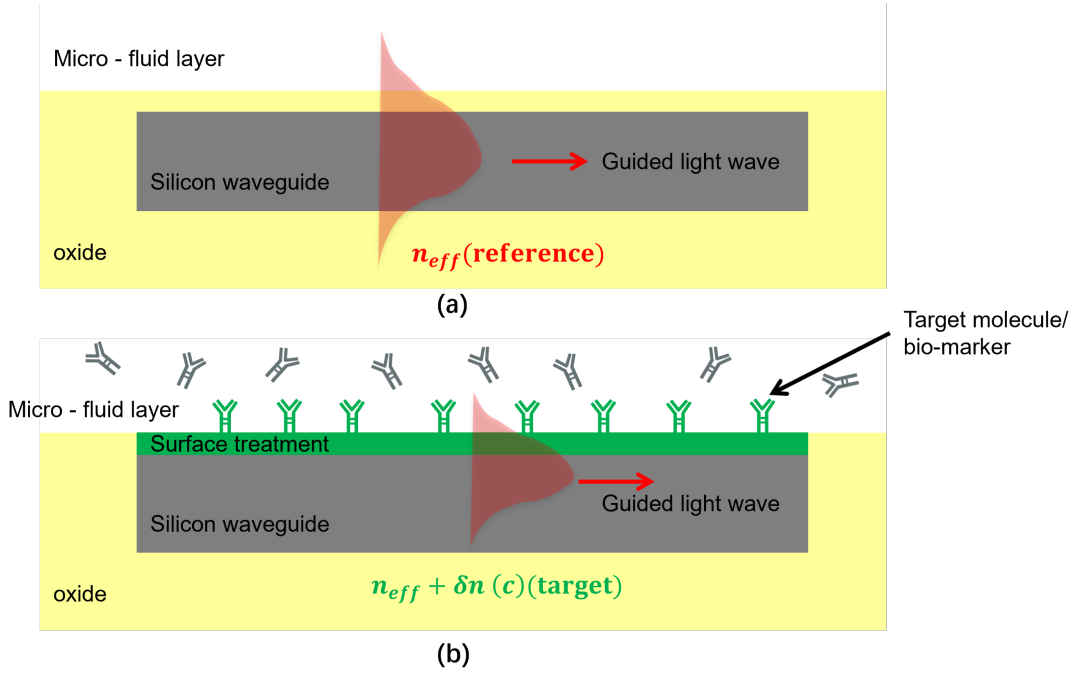 Micro - fluid layer
Guided light wave
Silicon waveguide
oxide
n_eff(reference)
(a)
Target molecule/
bio-marker
Micro - fluid layer
Surface treatment
Guided light wave
Silicon waveguide
n_eff + δn (c)(target)
oxide
(b)